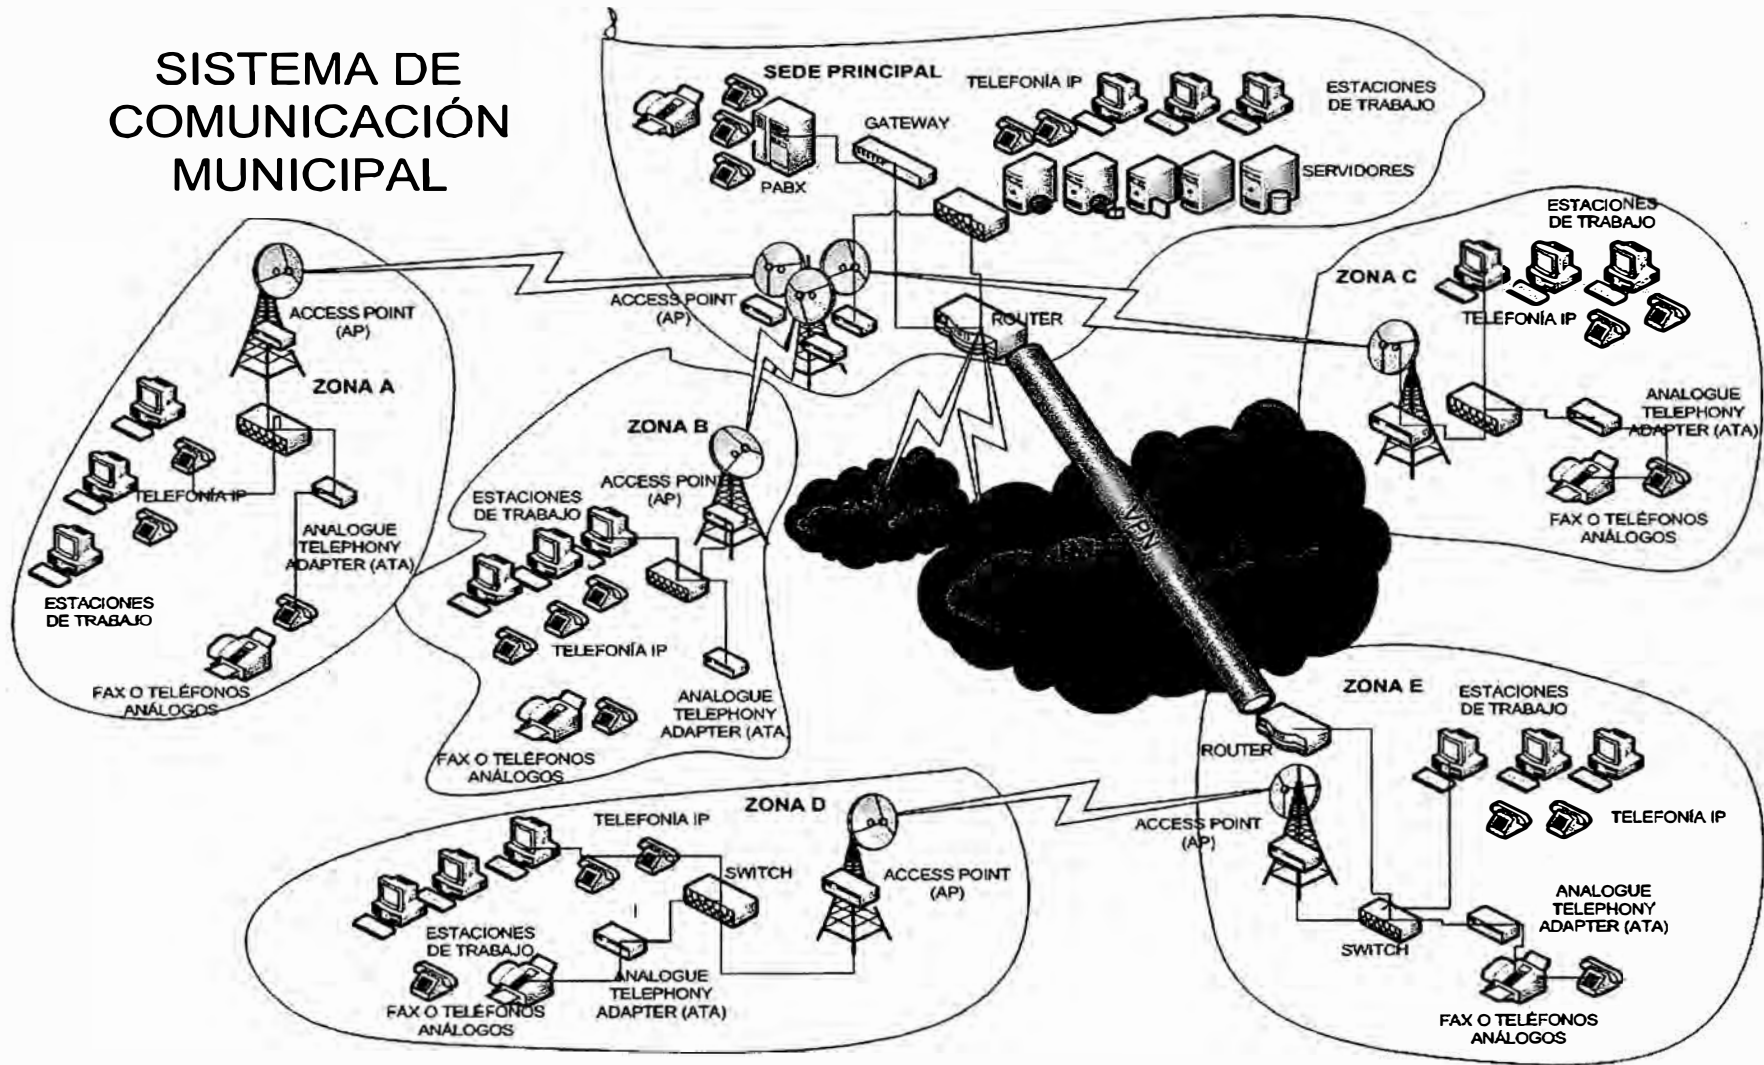 SISTEMA DE
COMUNICACIÓN
MUNICIPAL
SEDE PRINCIPAL
TELEFONÍA IP
ESTACIONES
DE TRABAJO
GATEWAY
PABX
SERVIDORES
ACCESS POINT
(AP)
ROUTER
ZONA A
ACCESS POINT
(AP)
TELEFONÍA IP
ANALOGUE
TELEPHONY
ADAPTER (ATA)
ESTACIONES
DE TRABAJO
FAX O TELÉFONOS
ANÁLOGOS
ZONA B
ACCESS POINT
(AP)
ESTACIONES
DE TRABAJO
TELEFONÍA IP
ANALOGUE
TELEPHONY
ADAPTER (ATA
FAX O TELÉFONOS
ANÁLOGOS
ZONA C
ESTACIONES
DE TRABAJO
TELEFONÍA IP
ANALOGUE
TELEPHONY
ADAPTER (ATA)
FAX O TELÉFONOS
ANÁLOGOS
VPN
ZONA D
TELEFONÍA IP
SWITCH
ACCESS POINT
(AP)
ESTACIONES
DE TRABAJO
ANALOGUE
TELEPHONY
ADAPTER (ATA)
FAX O TELÉFONOS
ANÁLOGOS
ZONA E
ESTACIONES
DE TRABAJO
ROUTER
ACCESS POINT
(AP)
TELEFONÍA IP
ANALOGUE
TELEPHONY
ADAPTER (ATA)
SWITCH
FAX O TELÉFONOS
ANÁLOGOS